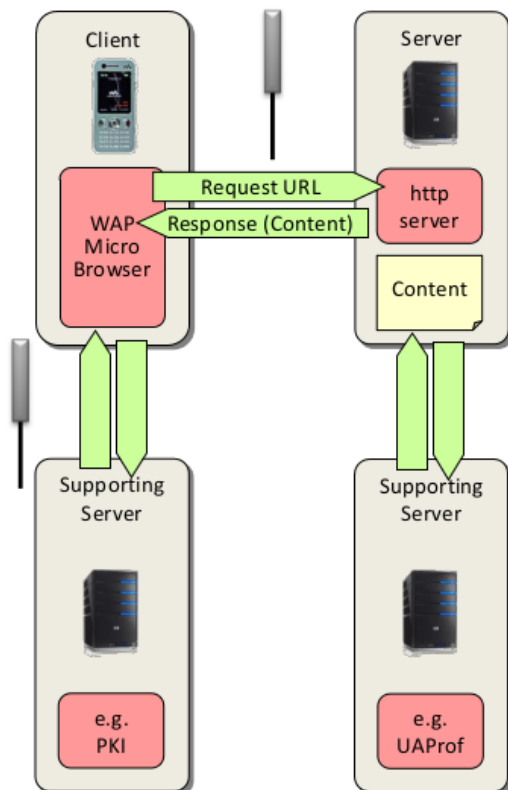 Client
Server
Request URL
Response (Content)
WAP
Micro
Browser
http
server
Content
Supporting
Server
e.g.
PKI
Supporting
Server
e.g.
UAProf